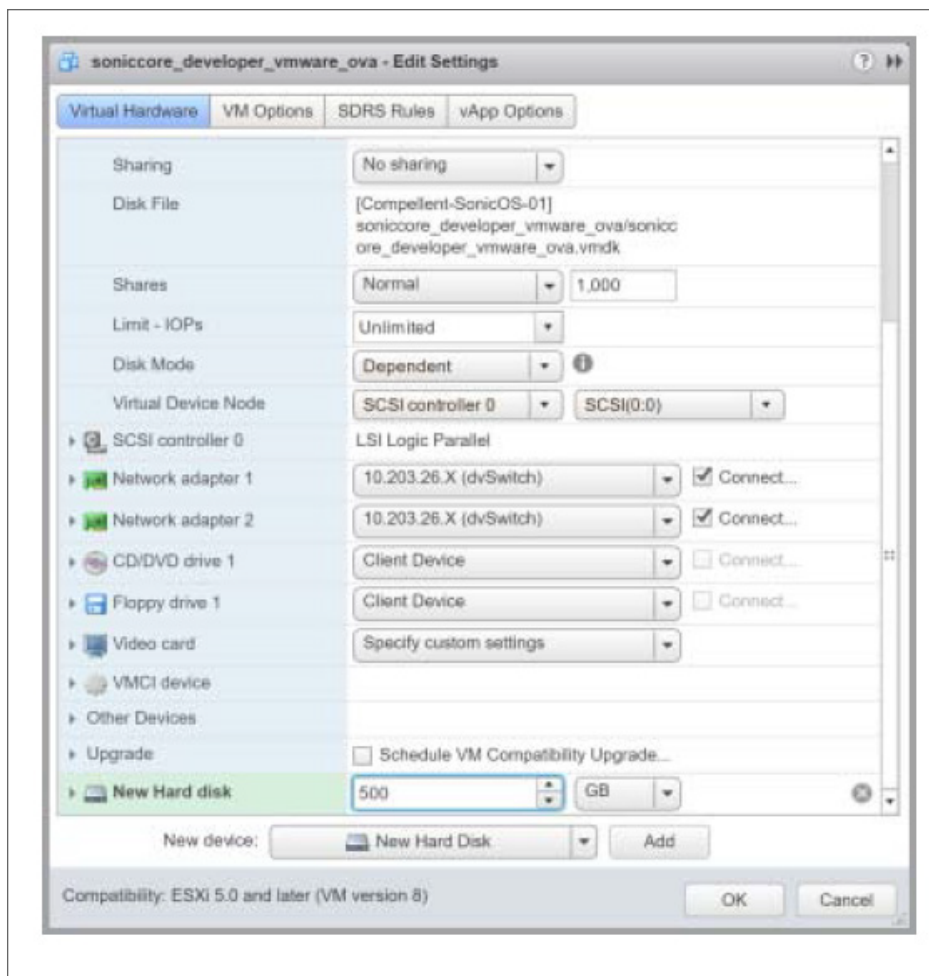 soniccore_developer_vmware_ova - Edit Settings
Virtual Hardware VM Options SDRS Rules vApp Options
Sharing No sharing
Disk File [Compellent-SonicOS-01]
soniccore_developer_vmware_ova/sonicc
ore_developer_vmware_ova.vmdk
Shares Normal 1,000
Limit - IOPs Unlimited
Disk Mode Dependent
Virtual Device Node SCSI controller 0 SCSI(0:0)
SCSI controller 0 LSI Logic Parallel
Network adapter 1 10.203.26.X (dvSwitch) Connect...
Network adapter 2 10.203.26.X (dvSwitch) Connect...
CD/DVD drive 1 Client Device Connect...
Floppy drive 1 Client Device Connect...
Video card Specify custom settings
VMCI device
Other Devices
Upgrade Schedule VM Compatibility Upgrade...
New Hard disk 500 GB
New device: New Hard Disk Add
Compatibility: ESXi 5.0 and later (VM version 8) OK Cancel